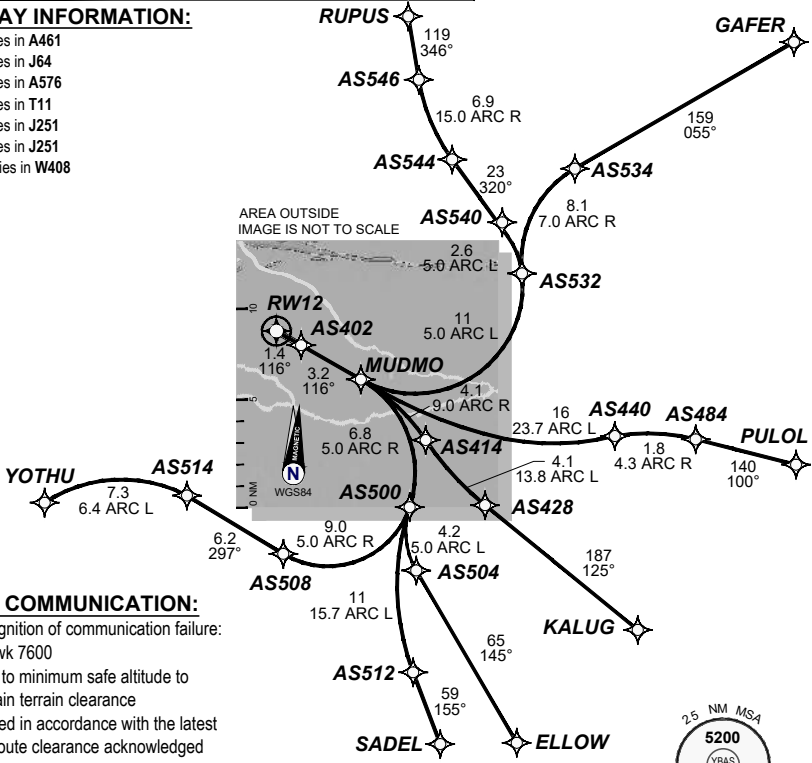 AY INFORMATION:
es in A461
es in J64
es in A576
es in T11
es in J251
es in J251
ies in W408
RUPUS
GAFER
119
346°
AS546
6.9
15.0 ARC R
159
055°
AS544
23
320°
AS534
8.1
7.0 ARC R
AS540
AREA OUTSIDE
IMAGE IS NOT TO SCALE
2.6
5.0 ARC L
AS532
10
RW12
AS402
11
5.0 ARC L
1.4
116°
MUDMO
3.2
116°
4.1
9.0 ARC R
5
16
23.7 ARC L
AS440
AS484
6.8
5.0 ARC R
AS414
1.8
4.3 ARC R
PULOL
MAGNETIC
N
WGS84
0 NM
4.1
13.8 ARC L
140
100°
YOTHU
AS514
7.3
6.4 ARC L
AS500
AS428
6.2
297°
9.0
5.0 ARC R
4.2
5.0 ARC L
187
125°
AS508
AS504
COMMUNICATION:
gnition of communication failure:
wk 7600
to minimum safe altitude to
ain terrain clearance
ed in accordance with the latest
oute clearance acknowledged
11
15.7 ARC L
KALUG
65
145°
AS512
59
155°
SADEL
ELLOW
25 NM MSA
5200
YBAS